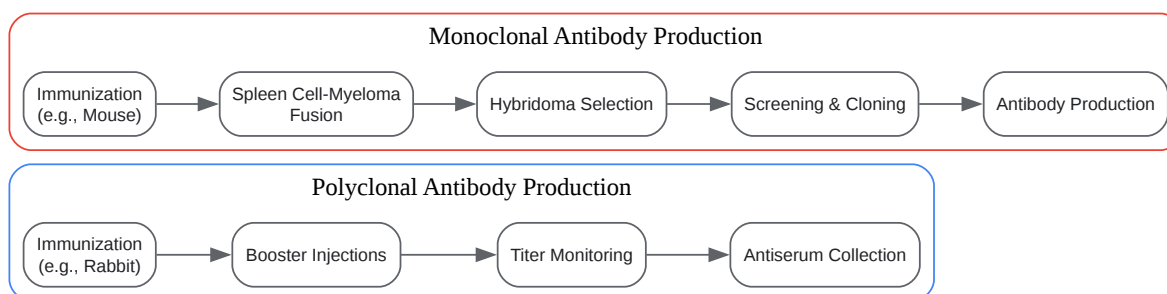 Monoclonal Antibody Production
Immunization
(e.g., Mouse)
Spleen Cell-Myeloma
Fusion
Hybridoma Selection
Screening & Cloning
Antibody Production
Polyclonal Antibody Production
Immunization
(e.g., Rabbit)
Booster Injections
Titer Monitoring
Antiserum Collection